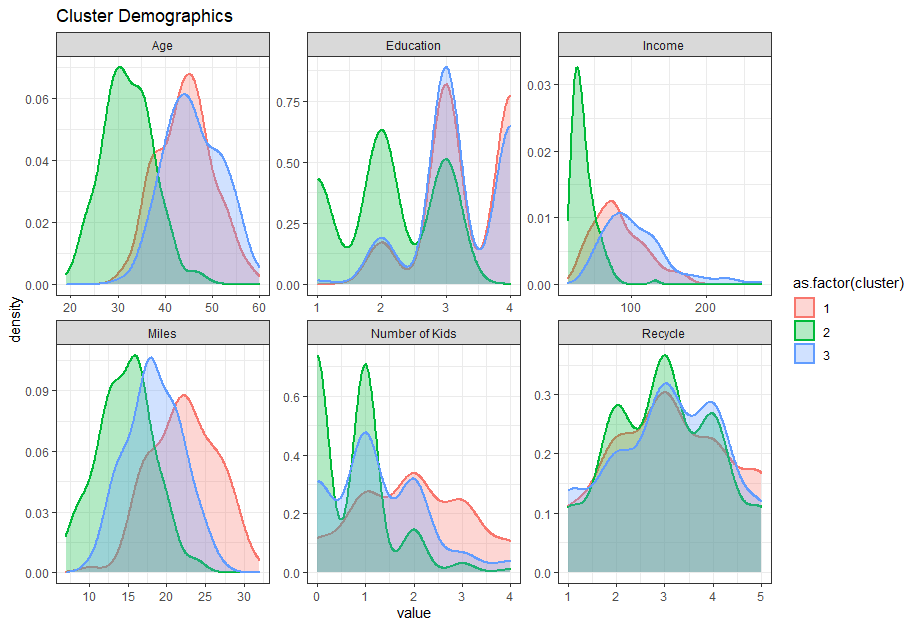 Cluster Demographics
Age
Education
Income
0.06
0.04
0.02
0.00
20 30 40 50 60
0.75
0.50
0.25
0.00
1 2 3 4
0.03
0.02
0.01
0.00
100 200
Miles
Number of Kids
Recycle
0.09
0.06
0.03
0.00
10 15 20 25 30
0.6
0.4
0.2
0.0
0 1 2 3 4
0.3
0.2
0.1
0.0
1 2 3 4 5
density
value
as.factor(cluster)
1
2
3